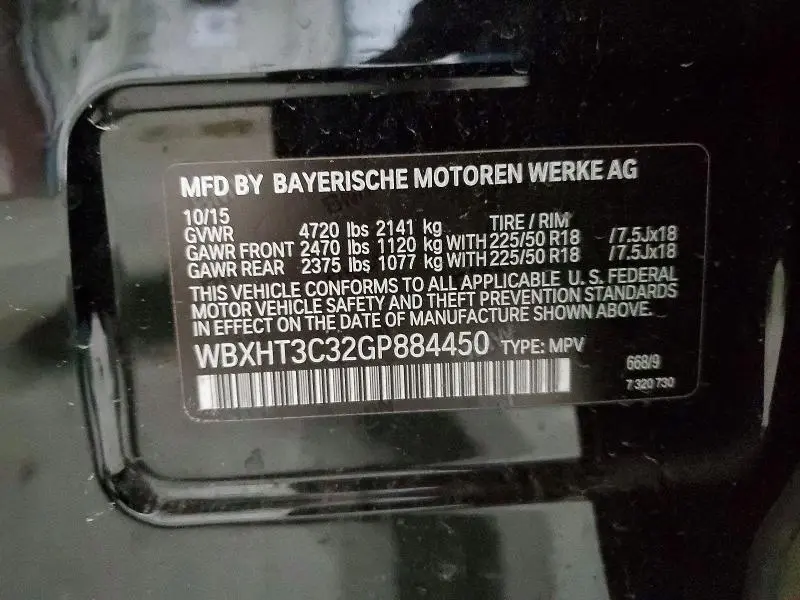 MFD BY BAYERISCHE MOTOREN WERKE AG
10/15 TIRE / RIM
GVWR 4720 lbs 2141 kg
GAWR FRONT 2470 lbs 1120 kg WITH 225/50 R18 /7.5Jx18
GAWR REAR 2375 lbs 1077 kg WITH 225/50 R18 /7.5Jx18
THIS VEHICLE CONFORMS TO ALL APPLICABLE U.S. FEDERAL
MOTOR VEHICLE SAFETY AND THEFT PREVENTION STANDARDS
IN EFFECT ON THE DATE OF MANUFACTURE SHOWN ABOVE.
WBXHT3C32GP884450 TYPE: MPV
668/9
7 320 730